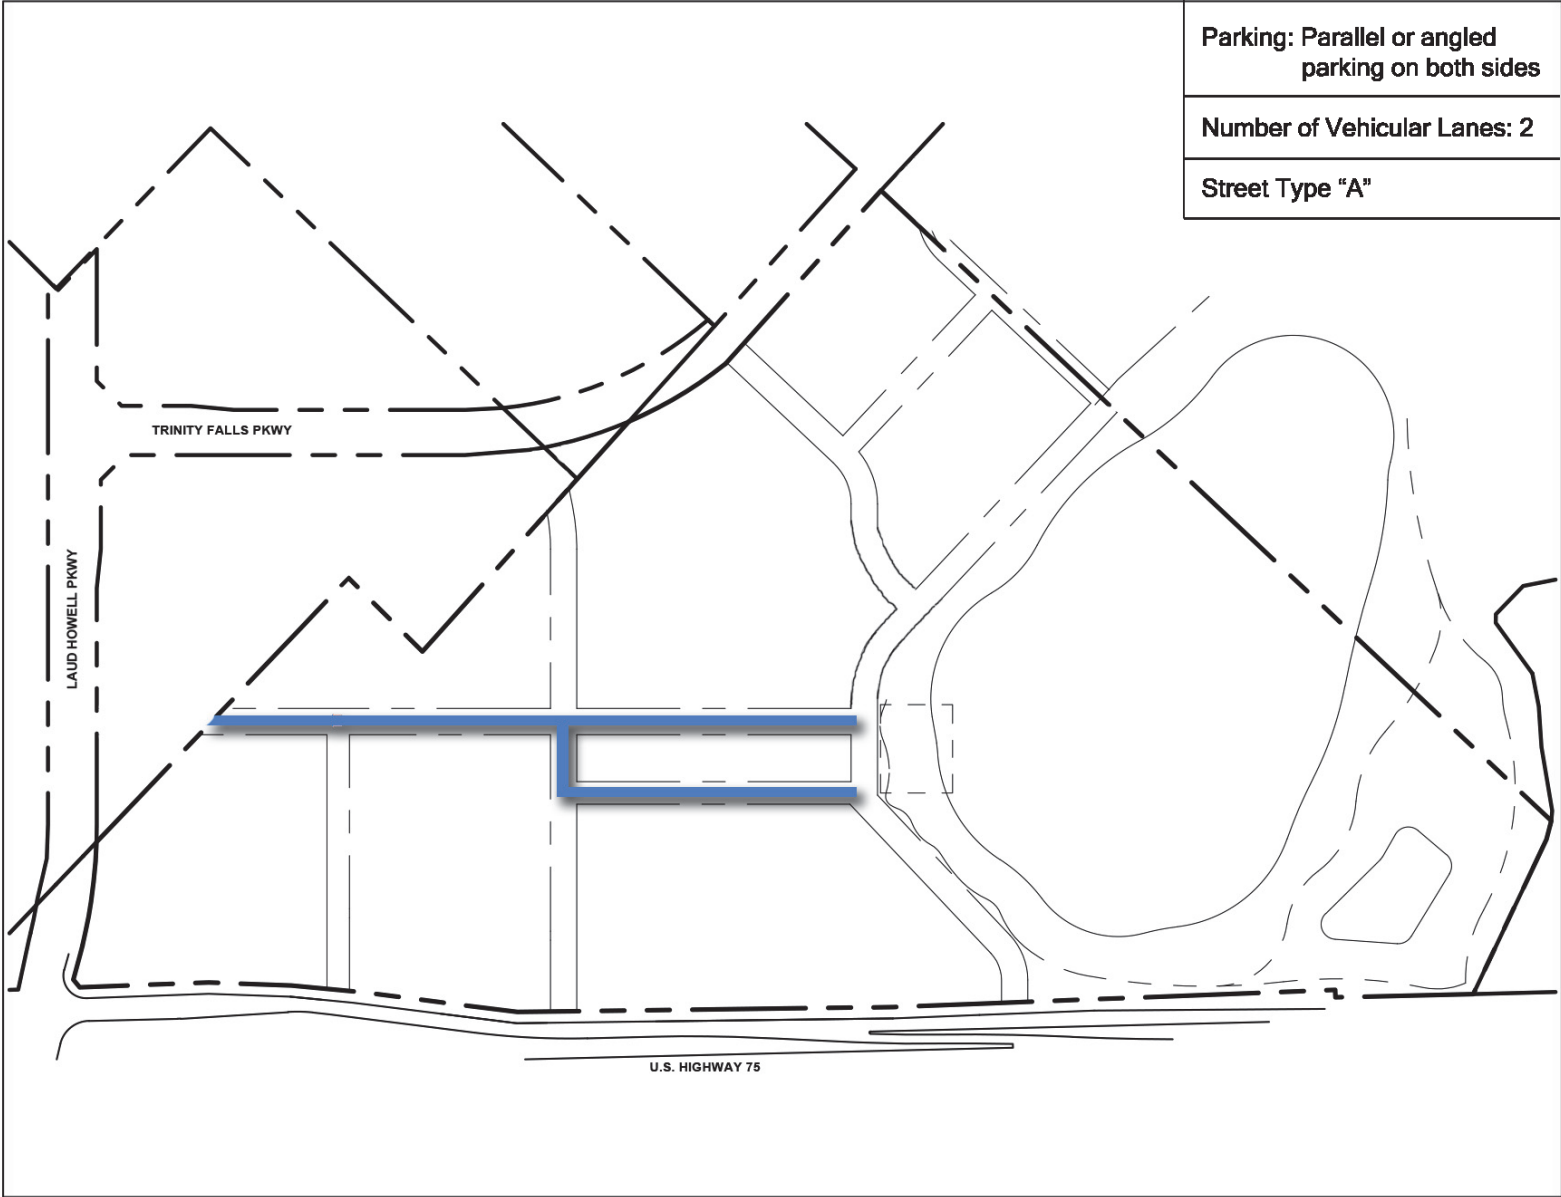 Parking: Parallel or angled
parking on both sides
Number of Vehicular Lanes: 2
Street Type “A”
TRINITY FALLS PKWY
LAUD HOWELL PKWY
U.S. HIGHWAY 75